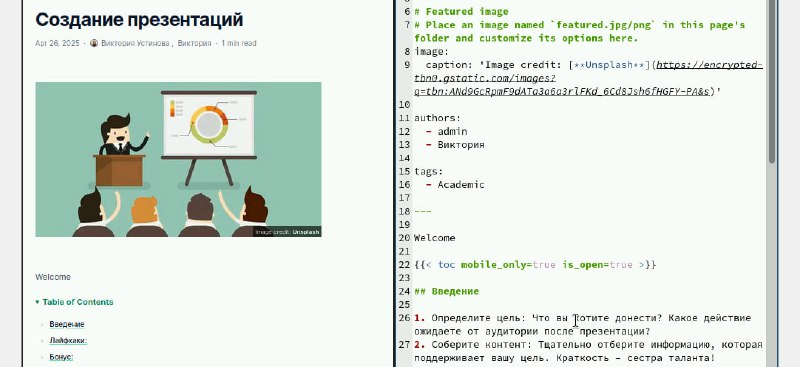 Создание презентаций
Apr 26, 2025 · Виктория Устинова , Виктория · 1 min read
Image credit: Unsplash
Welcome
▾ Table of Contents
Введение
Лайфхаки:
Бонус:
6 # Featured image
7 # Place an image named `featured.jpg/png` in this page's
folder and customize its options here.
8 image:
9 caption: 'Image credit: [**Unsplash**](https://encrypted-
tbn0.gstatic.com/images?
q=tbn:ANd9GcRpmF9dATa3a6a3rlFKd_6Cd8Jsh6fHGFY-PA&s)'
10
11 authors:
12 - admin
13 - Виктория
14
15 tags:
16 - Academic
17
18 ---
19
20 Welcome
21
22 {{< toc mobile_only=true is_open=true >}}
23
24 ## Введение
25
26 1. Определите цель: Что вы хотите донести? Какое действие
ожидаете от аудитории после презентации?
27 2. Соберите контент: Тщательно отберите информацию, которая
поддерживает вашу цель. Краткость – сестра таланта!